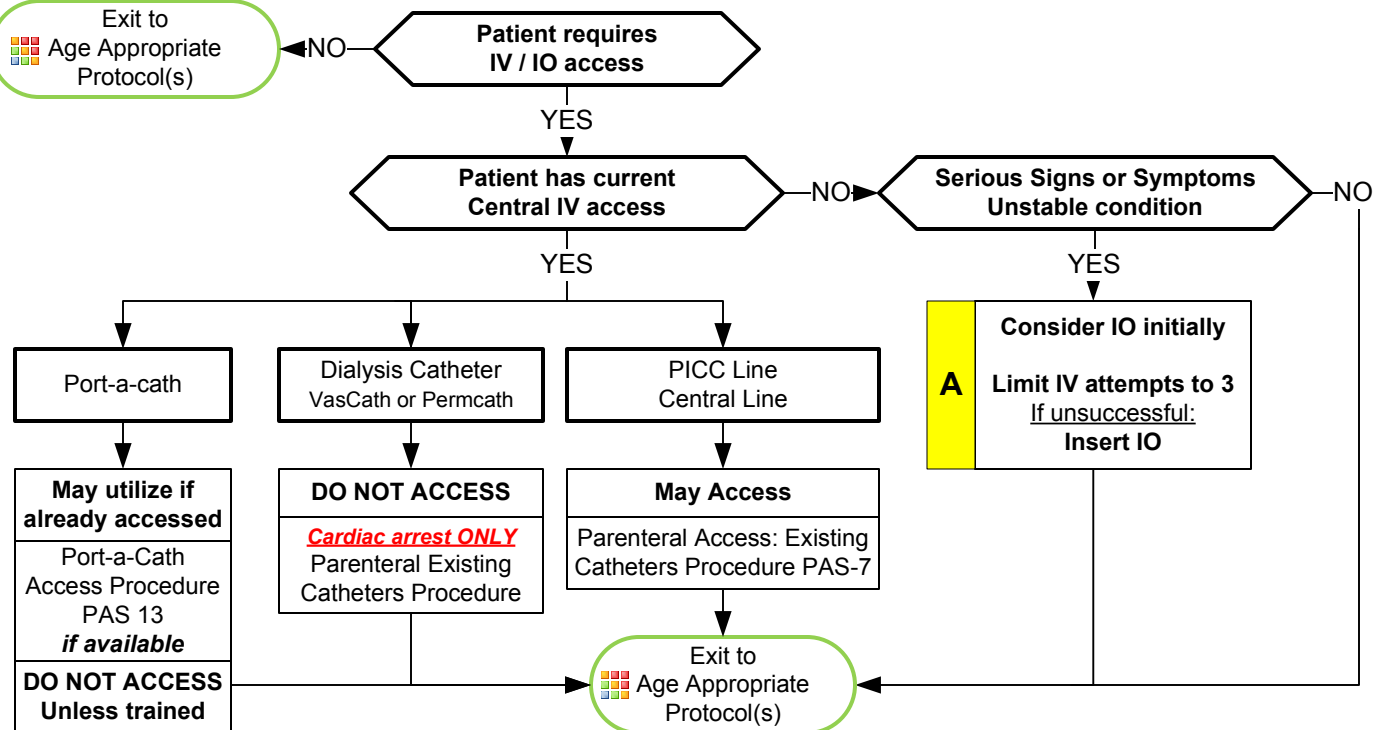 Exit to
Age Appropriate
Protocol(s)
NO
Patient requires
IV / IO access
YES
Patient has current
Central IV access
NO
Serious Signs or Symptoms
Unstable condition
NO
YES
YES
Port-a-cath
Dialysis Catheter
VasCath or Permcath
PICC Line
Central Line
A
Consider IO initially
Limit IV attempts to 3
If unsuccessful:
Insert IO
May utilize if
already accessed
Port-a-Cath
Access Procedure
PAS 13
if available
DO NOT ACCESS
Unless trained
DO NOT ACCESS
Cardiac arrest ONLY
Parenteral Existing
Catheters Procedure
May Access
Parenteral Access: Existing
Catheters Procedure PAS-7
Exit to
Age Appropriate
Protocol(s)